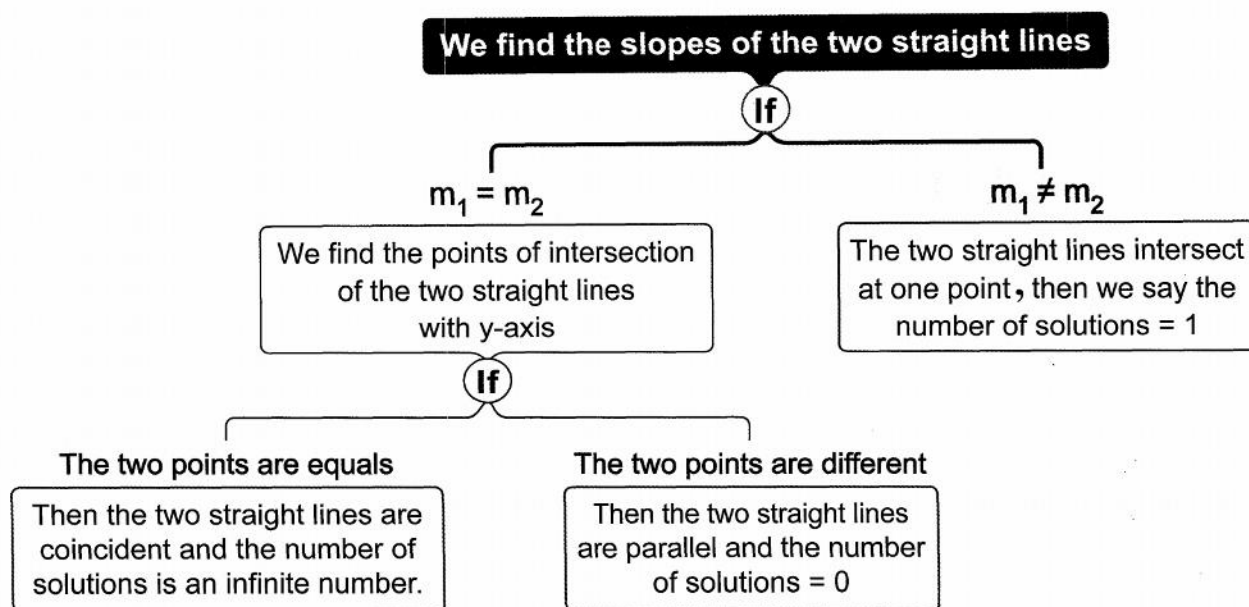 We find the slopes of the two straight lines
If
m₁ = m₂
m₁ ≠ m₂
We find the points of intersection
of the two straight lines
with y-axis
The two straight lines intersect
at one point, then we say the
number of solutions = 1
If
The two points are equals
The two points are different
Then the two straight lines are
coincident and the number of
solutions is an infinite number.
Then the two straight lines
are parallel and the number
of solutions = 0